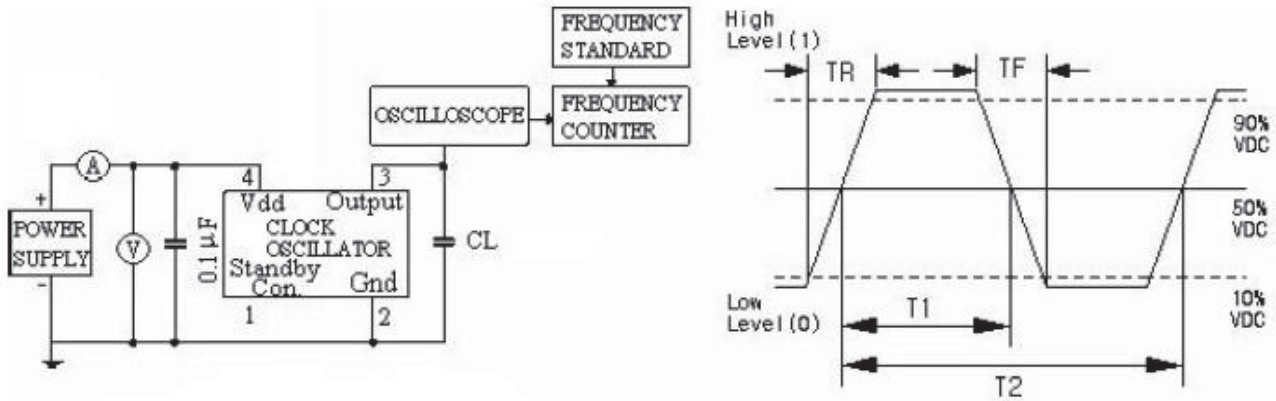 FREQUENCY
STANDARD
OSCILLOSCOPE
FREQUENCY
COUNTER
A
4
3
+
Vdd
Output
POWER
SUPPLY
V
0.1 μF
CLOCK
OSCILLATOR
CL
Standby
Con.
Gnd
-
1
2
High
Level(1)
TR
TF
90%
VDC
50%
VDC
Low
Level(0)
T1
10%
VDC
T2